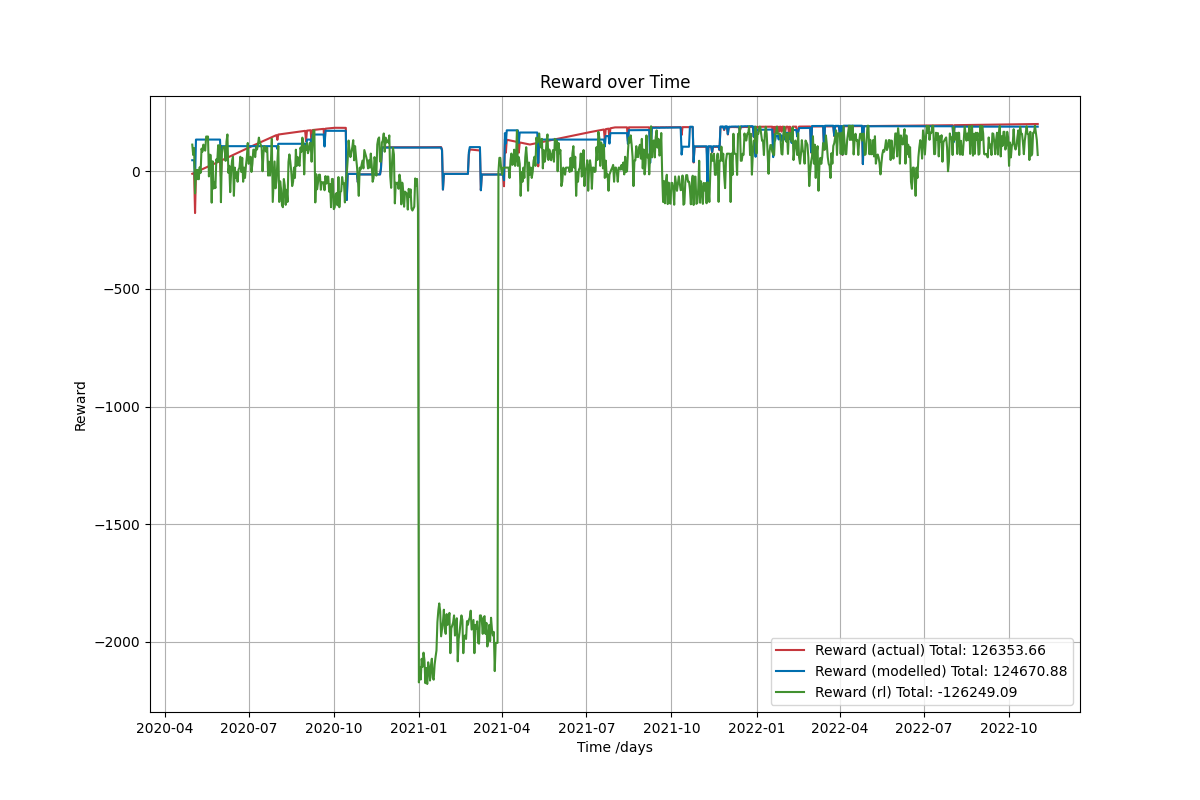 Reward over Time
0
−500
−1000
−1500
−2000
Reward
2020-04 2020-07 2020-10 2021-01 2021-04 2021-07 2021-10 2022-01 2022-04 2022-07 2022-10
Time /days
Reward (actual) Total: 126353.66
Reward (modelled) Total: 124670.88
Reward (rl) Total: -126249.09